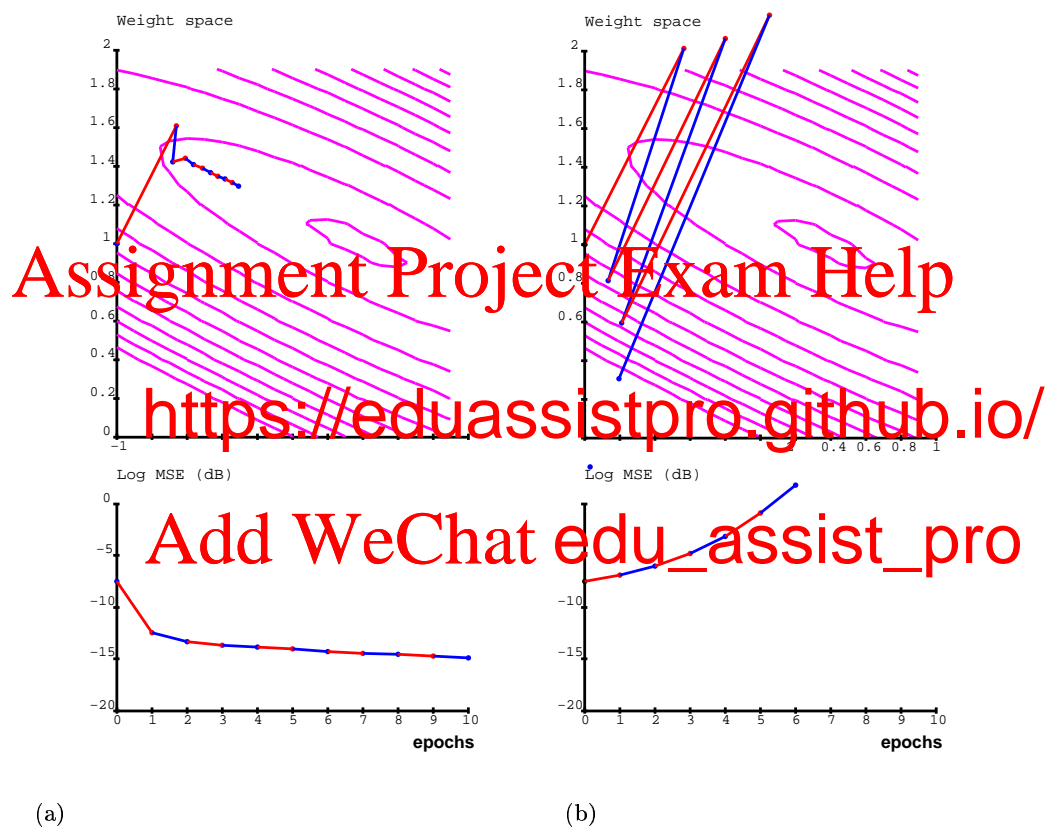 Weight space Weight space
2 2
1.8 1.8
1.6 1.6
1.4 1.4
1.2 1.2
1 1
Assignment Project Exam Help
0.8 0.8
0.6 0.6
0.4
0.2
https://eduassistpro.github.io/
0
-1 0.4 0.6 0.8 1
Log MSE (dB) Log MSE (dB)
0 0
Add WeChat edu_assist_pro
-5 -5
-10 -10
-15 -15
-20 -20
0 1 2 3 4 5 6 7 8 9 10 0 1 2 3 4 5 6 7 8 9 10
epochs epochs
(a) (b)